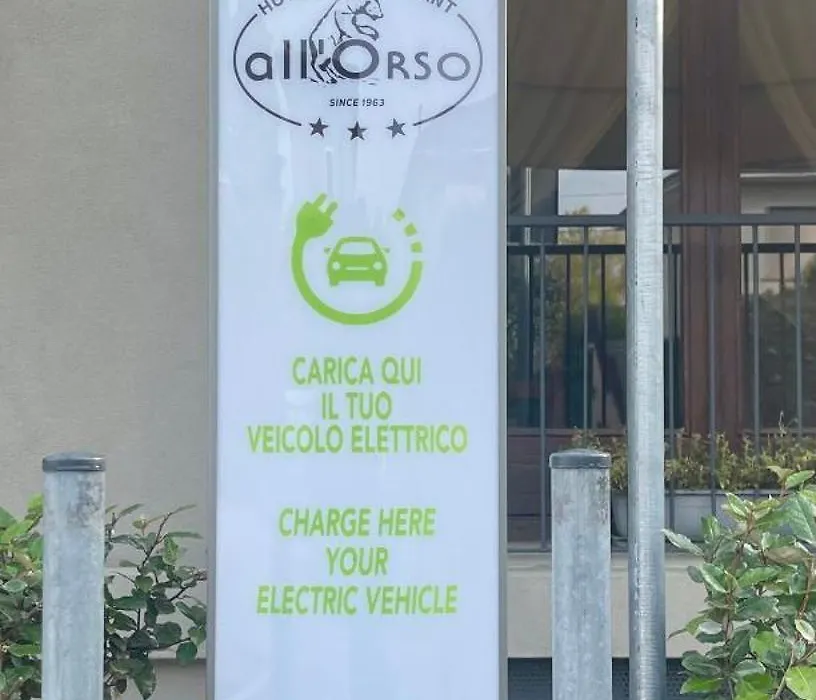 all'Orso
SINCE 1963
CARICA QUI
IL TUO
VEICOLO ELETTRICO
CHARGE HERE
YOUR
ELECTRIC VEHICLE